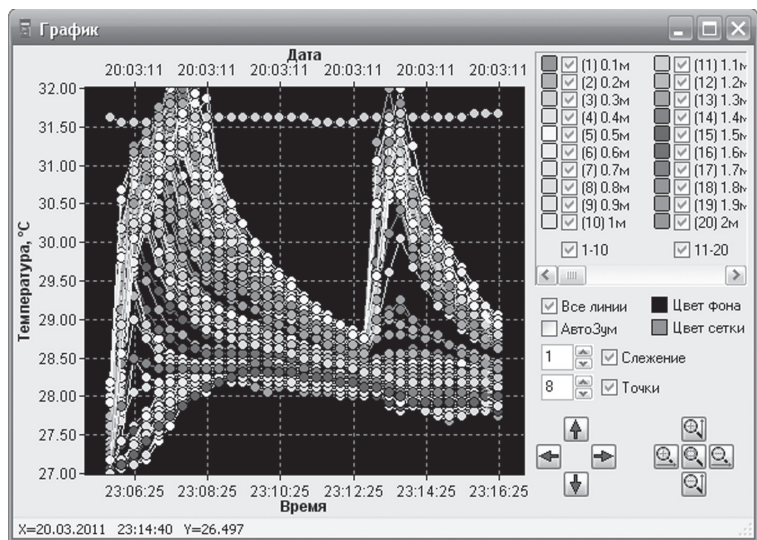 График
Дата
20:03:11 20:03:11 20:03:11 20:03:11 20:03:11 20:03:11
32.00
31.50
31.00
30.50
30.00
29.50
29.00
28.50
28.00
27.50
27.00
Температура, °C
23:06:25 23:08:25 23:10:25 23:12:25 23:14:25 23:16:25
Время
(1) 0.1м (11) 1.1м
(2) 0.2м (12) 1.2м
(3) 0.3м (13) 1.3м
(4) 0.4м (14) 1.4м
(5) 0.5м (15) 1.5м
(6) 0.6м (16) 1.6м
(7) 0.7м (17) 1.7м
(8) 0.8м (18) 1.8м
(9) 0.9м (19) 1.9м
(10) 1м (20) 2м
1-10 11-20
Все линии Цвет фона
АвтоЗум Цвет сетки
1 Слежение
8 Точки
X=20.03.2011 23:14:40 Y=26.497